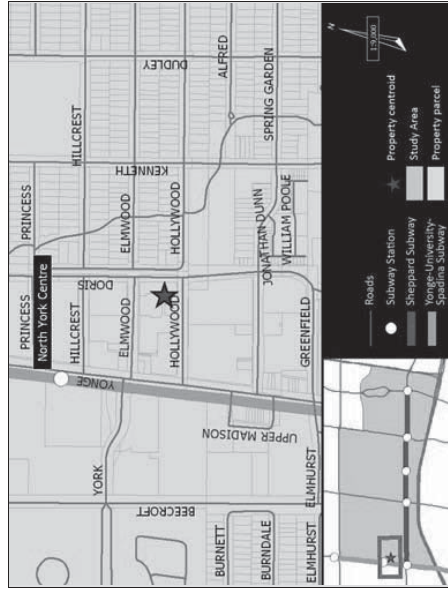 PRINCESS
PRINCESS
North York Centre
HILLCREST
HILLCREST
DUDLEY
KENNETH
DORIS
YONGE
YORK
ELMWOOD
ELMWOOD
HOLLYWOOD
HOLLYWOOD
ALFRED
SPRING GARDEN
JONATHAN DUNN
WILLIAM POOLE
GREENFIELD
UPPER MADISON
BEECROFT
BURNETT
BURNDALE
ELMHURST
ELMHURST
N
1:9,000
Roads
Subway Station
Sheppard Subway
Yonge-University-
Spadina Subway
Property centroid
Study Area
Property parcel